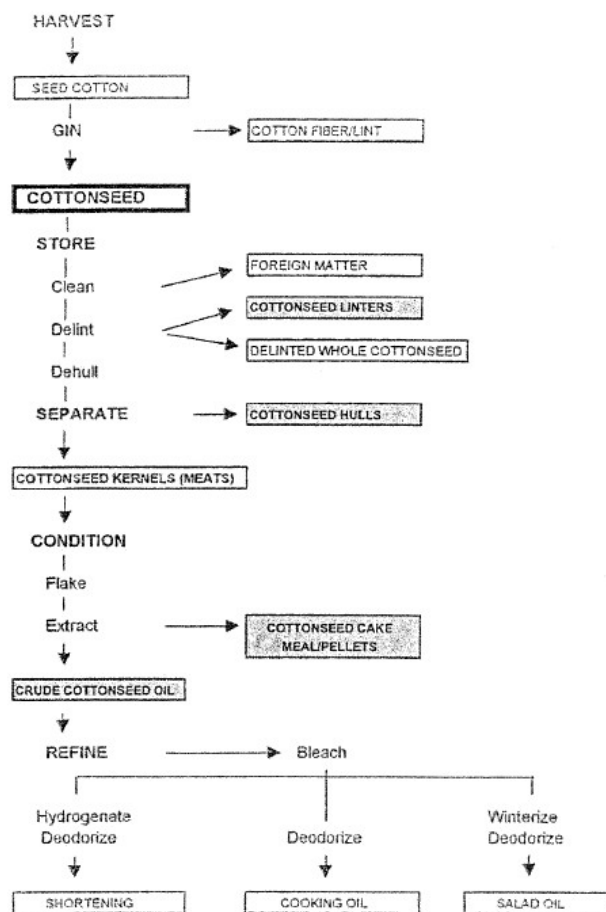 HARVEST
SEED COTTON
GIN
COTTON FIBER/LINT
COTTONSEED
STORE
FOREIGN MATTER
Clean
COTTONSEED LINTERS
Delint
DELINTED WHOLE COTTONSEED
Dehull
SEPARATE
COTTONSEED HULLS
COTTONSEED KERNELS (MEATS)
CONDITION
Flake
Extract
COTTONSEED CAKE
MEAL/PELLETS
CRUDE COTTONSEED OIL
REFINE
Bleach
Hydrogenate
Deodorize
Deodorize
Winterize
Deodorize
SHORTENING
COOKING OIL
SALAD OIL